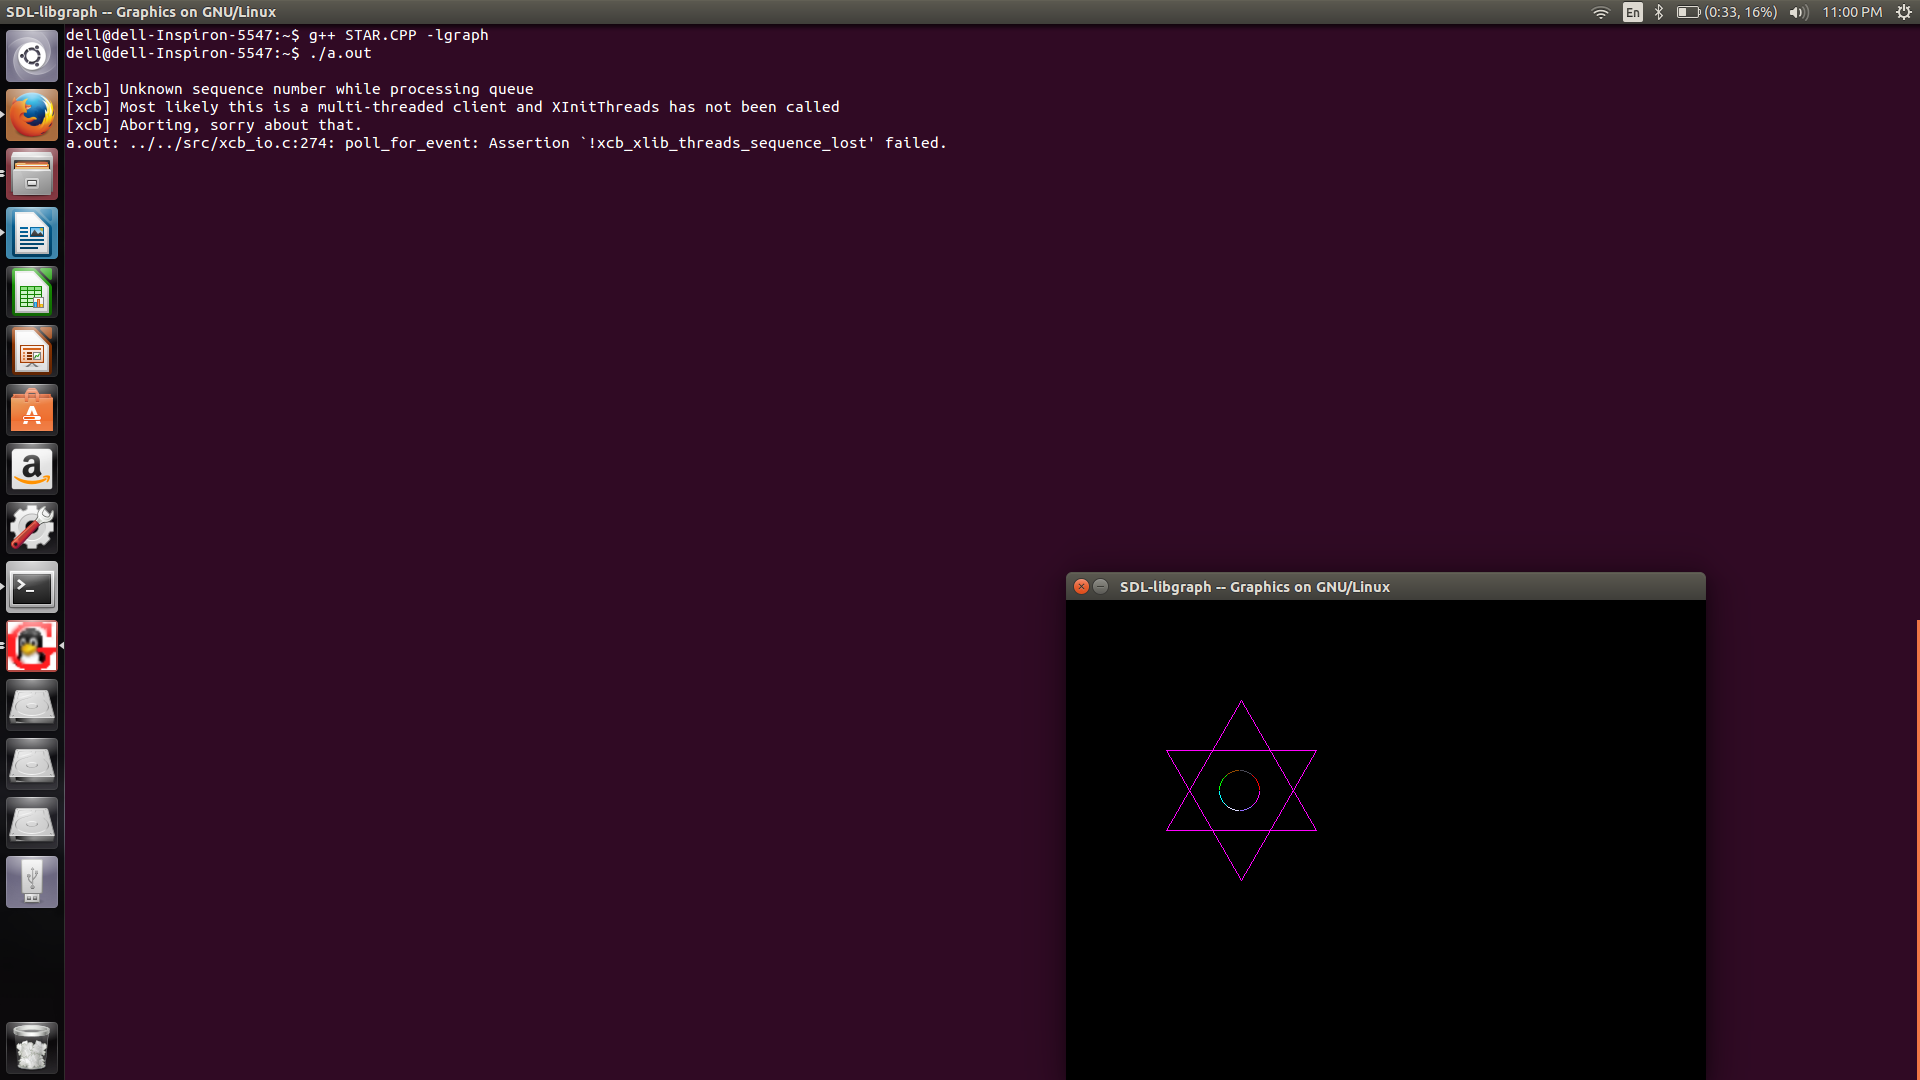 SDL-libgraph -- Graphics on GNU/Linux
En
(0:33, 16%)
11:00 PM
dell@dell-Inspiron-5547:~$ g++ STAR.CPP -lgraph
dell@dell-Inspiron-5547:~$ ./a.out
[xcb] Unknown sequence number while processing queue
[xcb] Most likely this is a multi-threaded client and XInitThreads has not been called
[xcb] Aborting, sorry about that.
a.out: ../../src/xcb_io.c:274: poll_for_event: Assertion `!xcb_xlib_threads_sequence_lost' failed.
SDL-libgraph -- Graphics on GNU/Linux